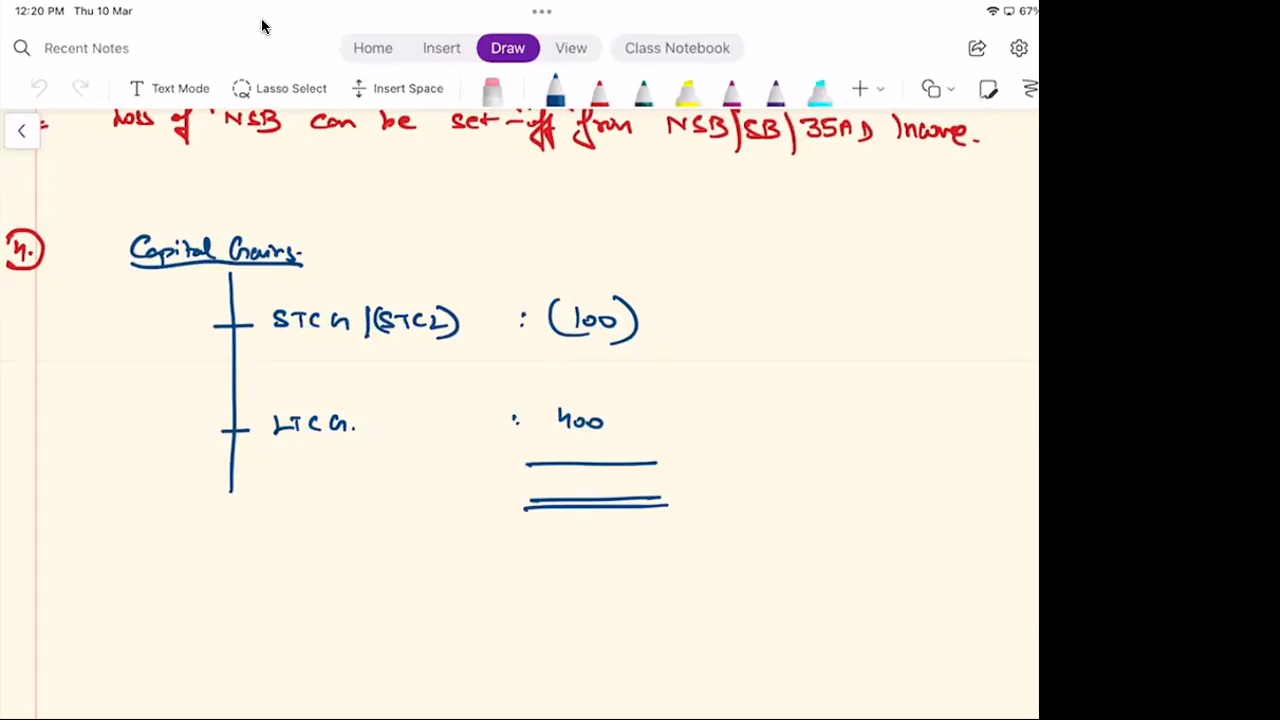 12:20 PM Thu 10 Mar
67%
Recent Notes
Home Insert Draw View Class Notebook
Text Mode Lasso Select Insert Space
Loss of NSB can be set-off from NSB/SB/35AD Income.
4. Capital Gains.
STCG/(STCL) : (100)
LTCG. : 400